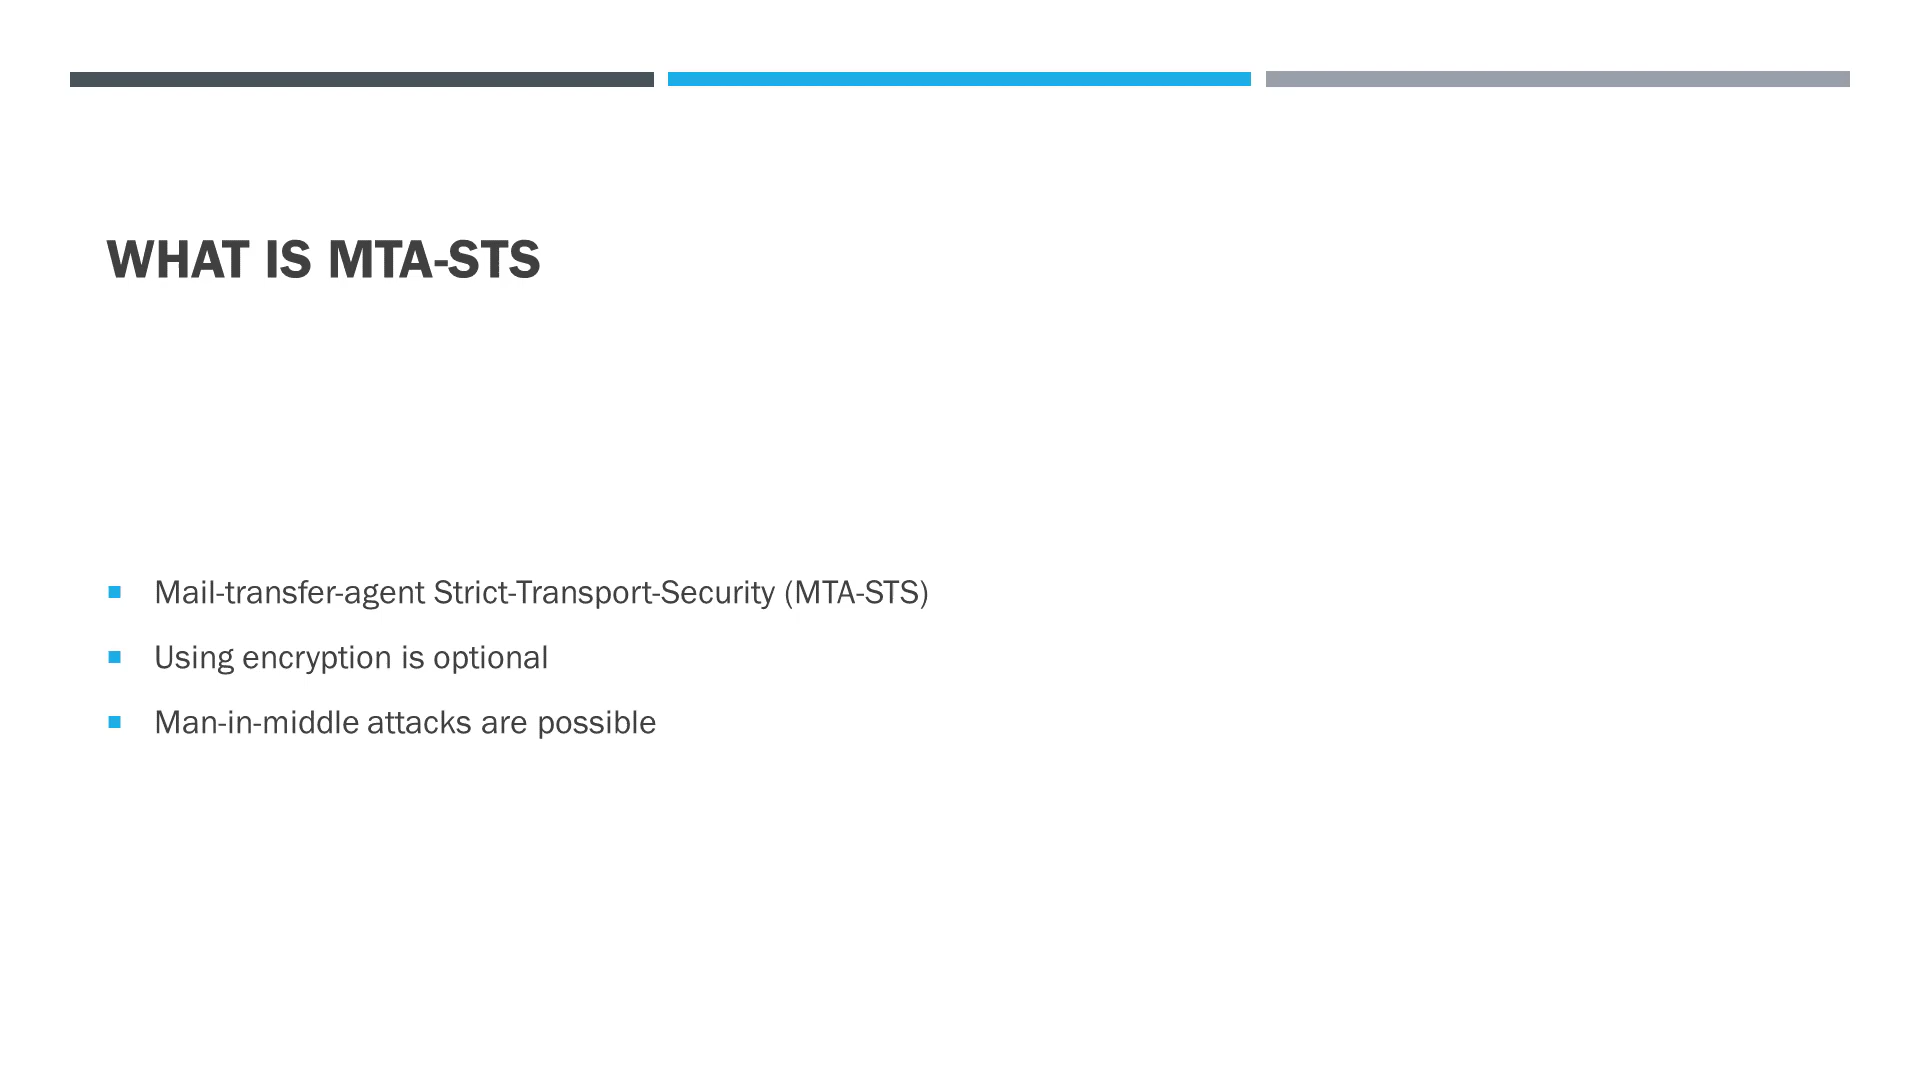 WHAT IS MTA-STS
Mail-transfer-agent Strict-Transport-Security (MTA-STS)
Using encryption is optional
Man-in-middle attacks are possible